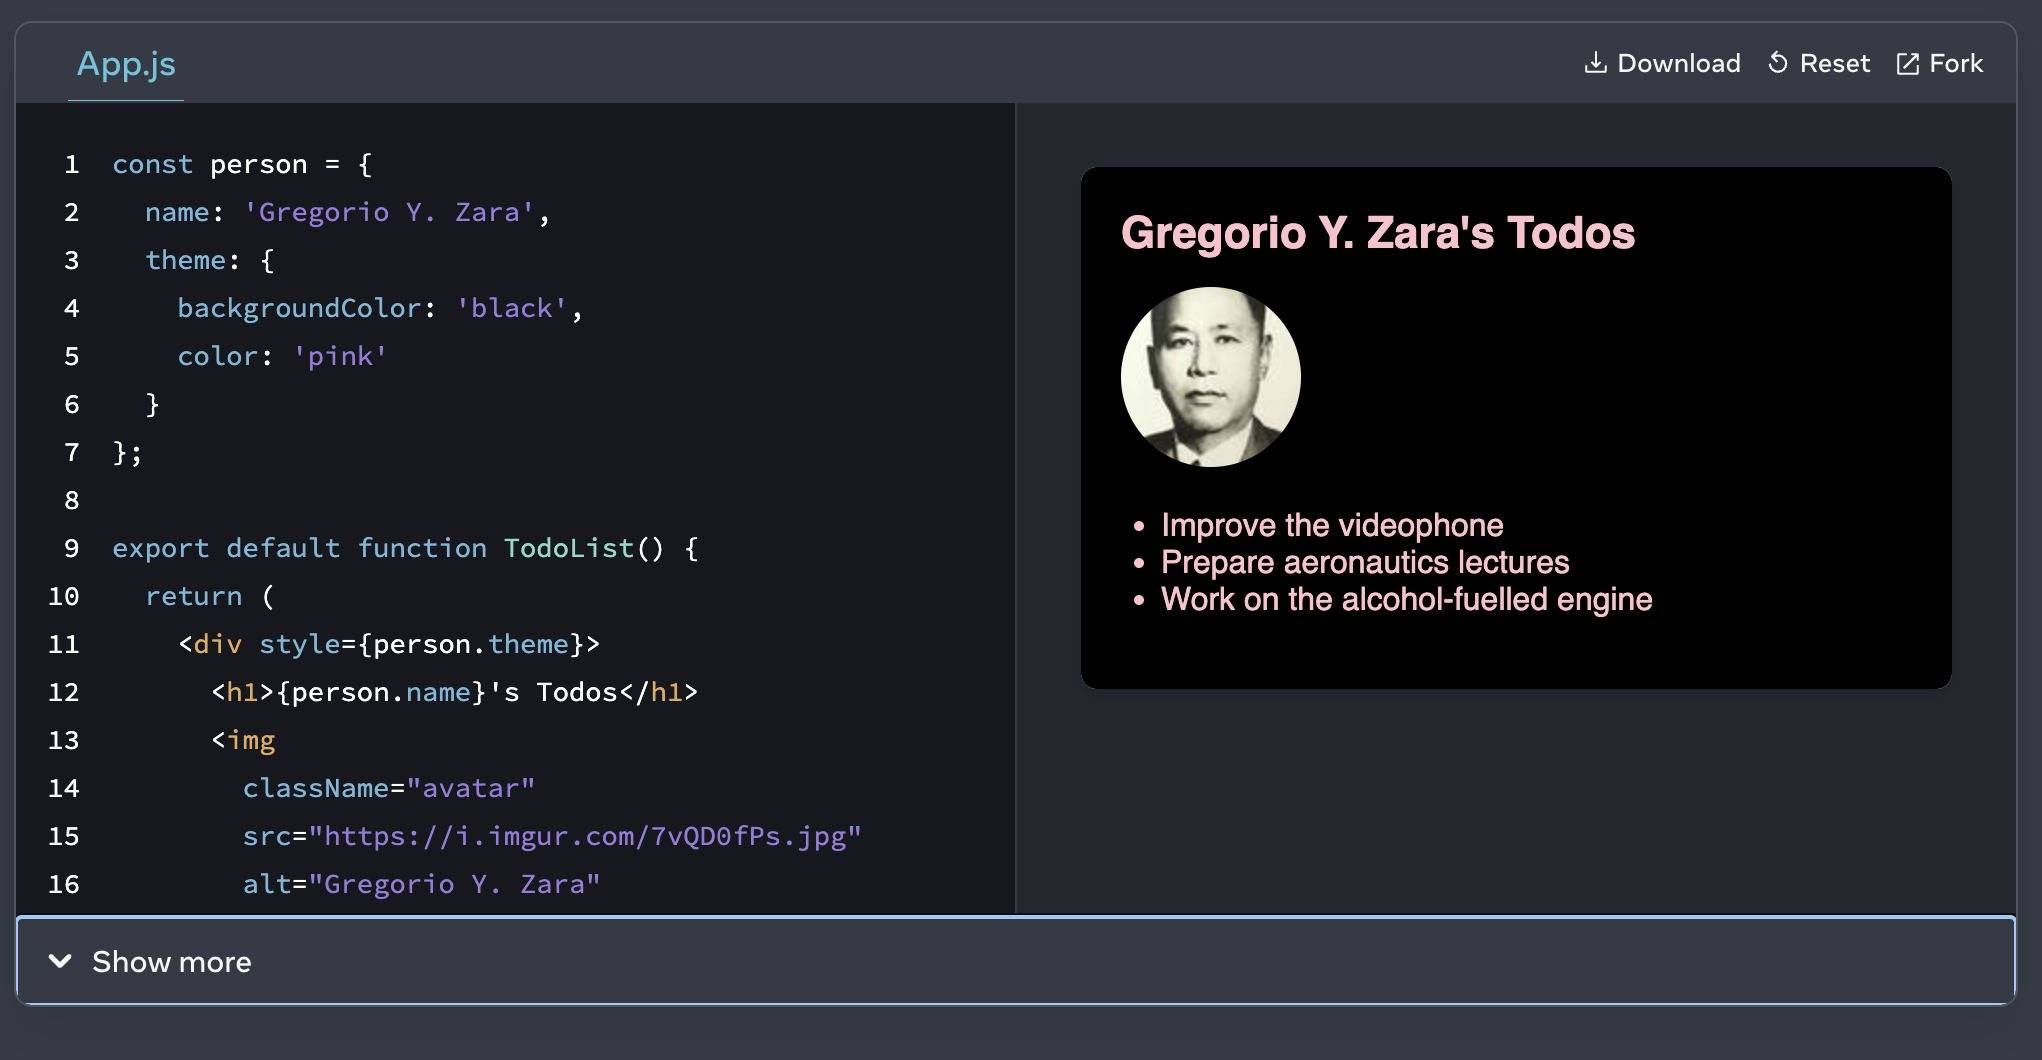 App.js
Download Reset Fork
1 const person = {
2   name: 'Gregorio Y. Zara',
3   theme: {
4     backgroundColor: 'black',
5     color: 'pink'
6   }
7 };
8
9 export default function TodoList() {
10   return (
11     <div style={person.theme}>
12       <h1>{person.name}'s Todos</h1>
13       <img
14         className="avatar"
15         src="https://i.imgur.com/7vQD0fPs.jpg"
16         alt="Gregorio Y. Zara"
Gregorio Y. Zara's Todos
• Improve the videophone
• Prepare aeronautics lectures
• Work on the alcohol-fuelled engine
Show more